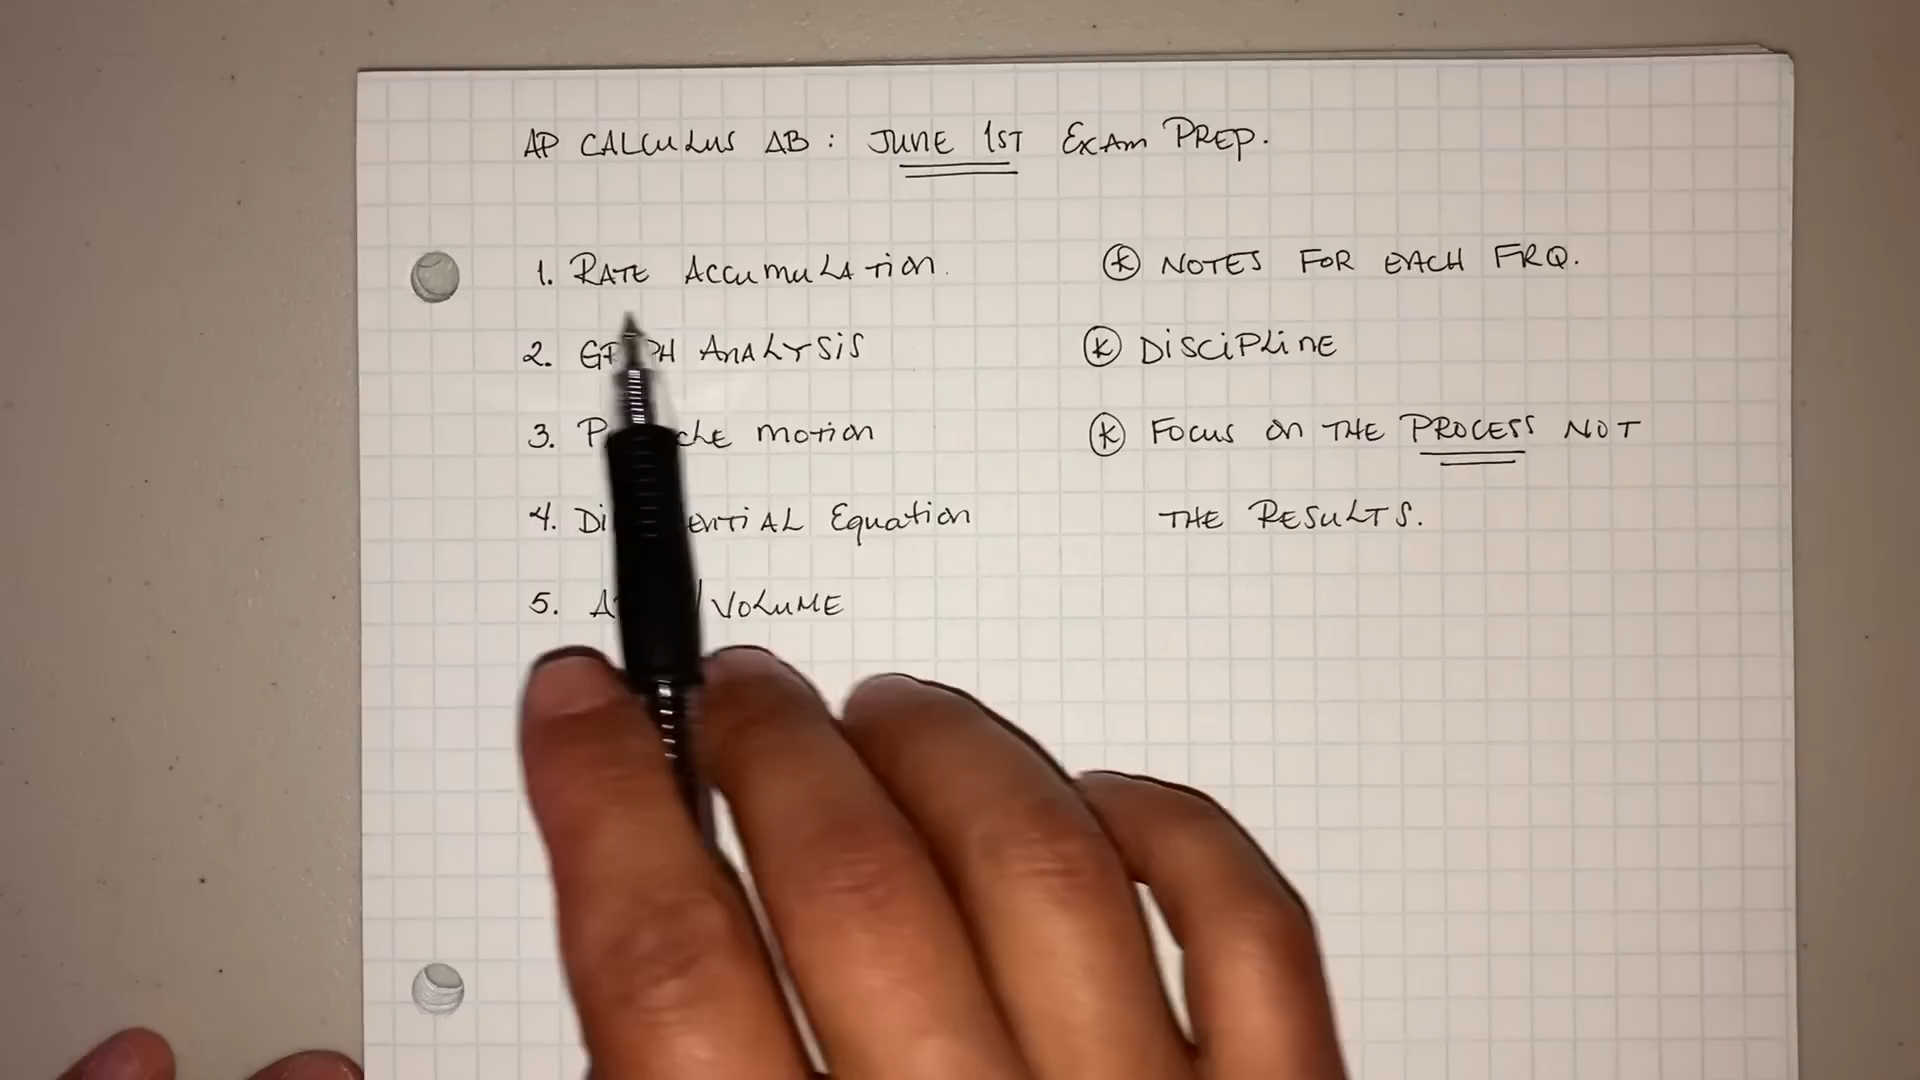 AP CALCULUS AB: JUNE 1ST EXAM PREP.
1. RATE ACCUMULATION.
2. ANALYSIS
3. MOTION
4. EQUATION
5. / VOLUME
* NOTES FOR EACH FRQ.
* DISCIPLINE
* FOCUS ON THE PROCESS NOT
THE RESULTS.